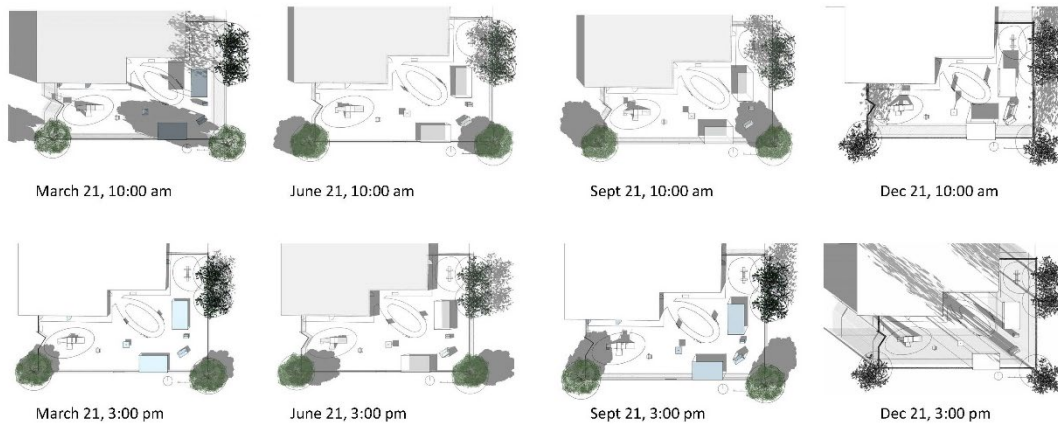 March 21, 10:00 am
June 21, 10:00 am
Sept 21, 10:00 am
Dec 21, 10:00 am
March 21, 3:00 pm
June 21, 3:00 pm
Sept 21, 3:00 pm
Dec 21, 3:00 pm